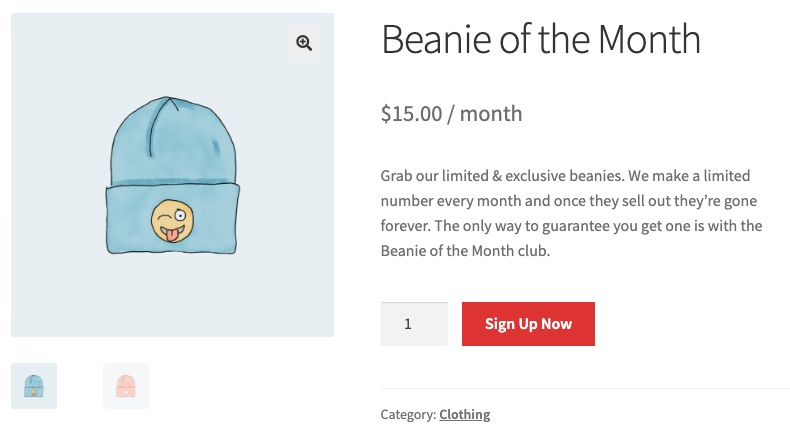 Beanie of the Month
$15.00 / month
Grab our limited & exclusive beanies. We make a limited
number every month and once they sell out they’re gone
forever. The only way to guarantee you get one is with the
Beanie of the Month club.
1
Sign Up Now
Category: Clothing